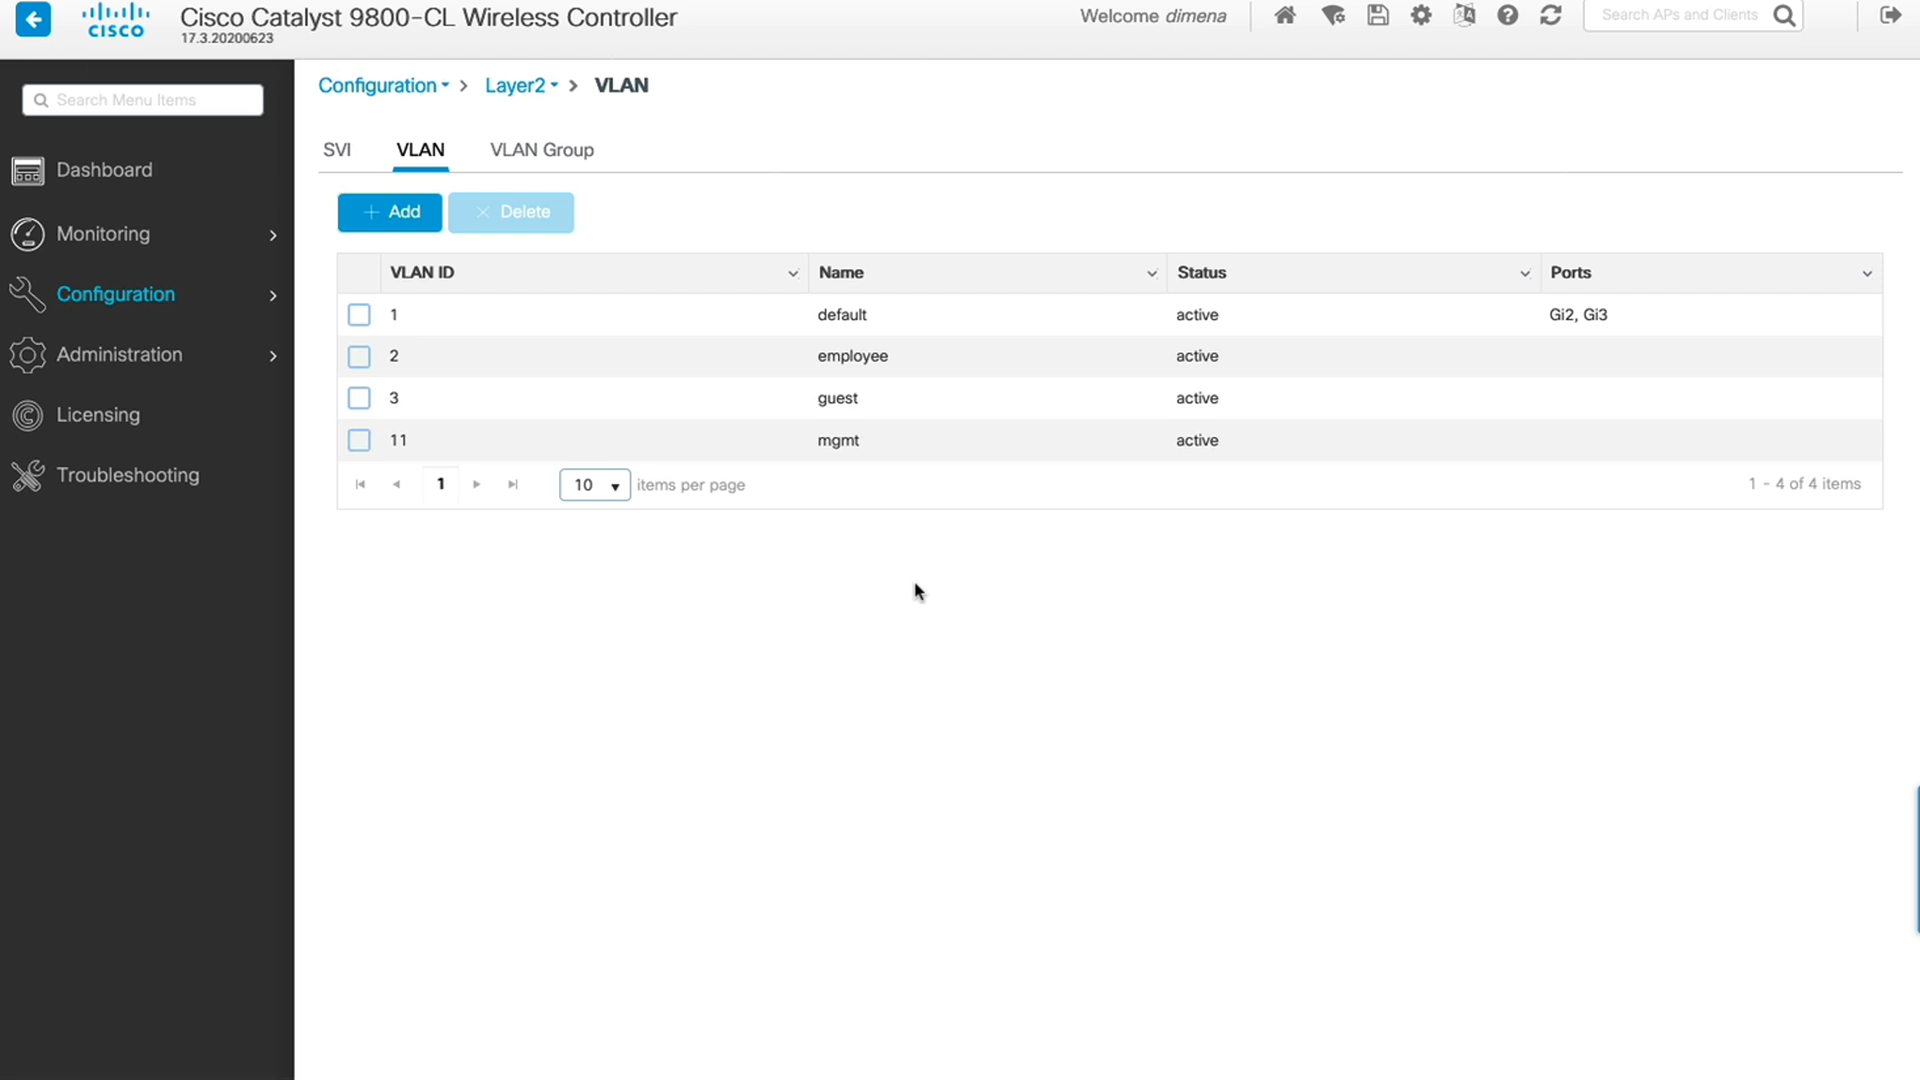 CISCO
Cisco Catalyst 9800-CL Wireless Controller
17.3.20200623
Welcome dimena
Search APs and Clients
Search Menu Items
Dashboard
Monitoring
Configuration
Administration
Licensing
Troubleshooting
Configuration > Layer2 > VLAN
SVI VLAN VLAN Group
+ Add × Delete
VLAN ID Name Status Ports
1 default active Gi2, Gi3
2 employee active
3 guest active
11 mgmt active
1 10 items per page 1 - 4 of 4 items